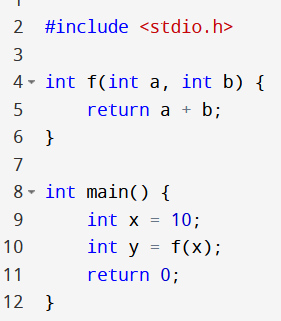 1
2 #include <stdio.h>
3
4 int f(int a, int b) {
5     return a + b;
6 }
7
8 int main() {
9     int x = 10;
10     int y = f(x);
11     return 0;
12 }